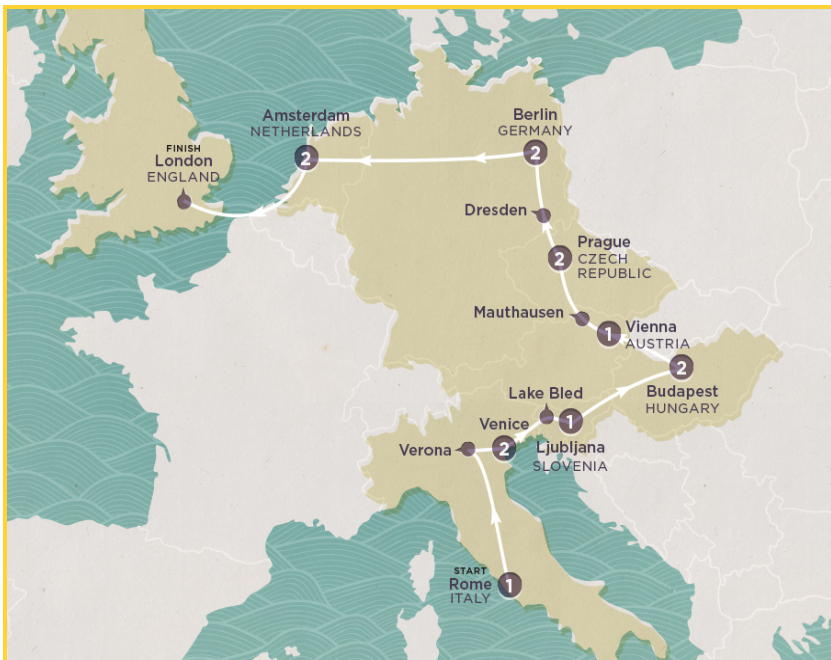 Amsterdam
NETHERLANDS
2
Berlin
GERMANY
2
FINISH
London
ENGLAND
Dresden
Prague
CZECH
REPUBLIC
2
Mauthausen
1
Vienna
AUSTRIA
2
Budapest
HUNGARY
Lake Bled
1
Ljubljana
SLOVENIA
Venice
2
Verona
START
Rome
ITALY
1